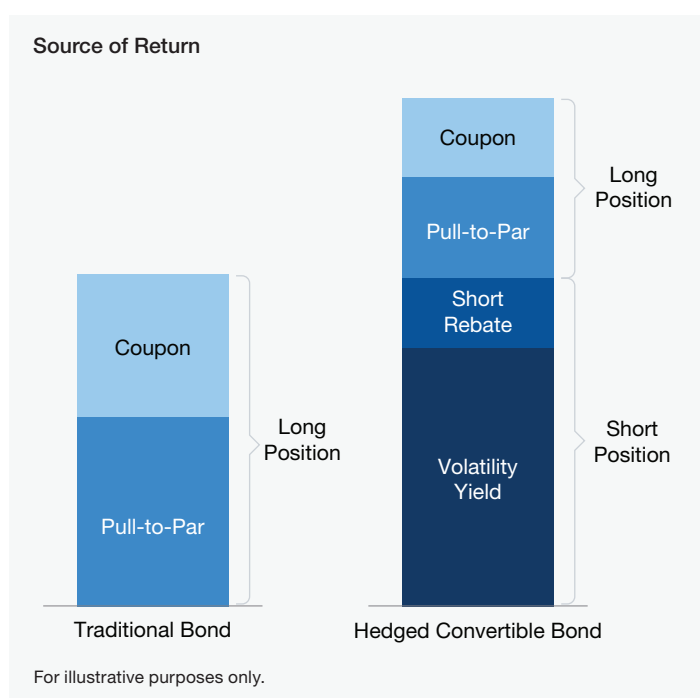 Source of Return
Coupon
Pull-to-Par
Long
Position
Traditional Bond
Coupon
Pull-to-Par
Short
Rebate
Volatility
Yield
Long
Position
Short
Position
Hedged Convertible Bond
For illustrative purposes only.